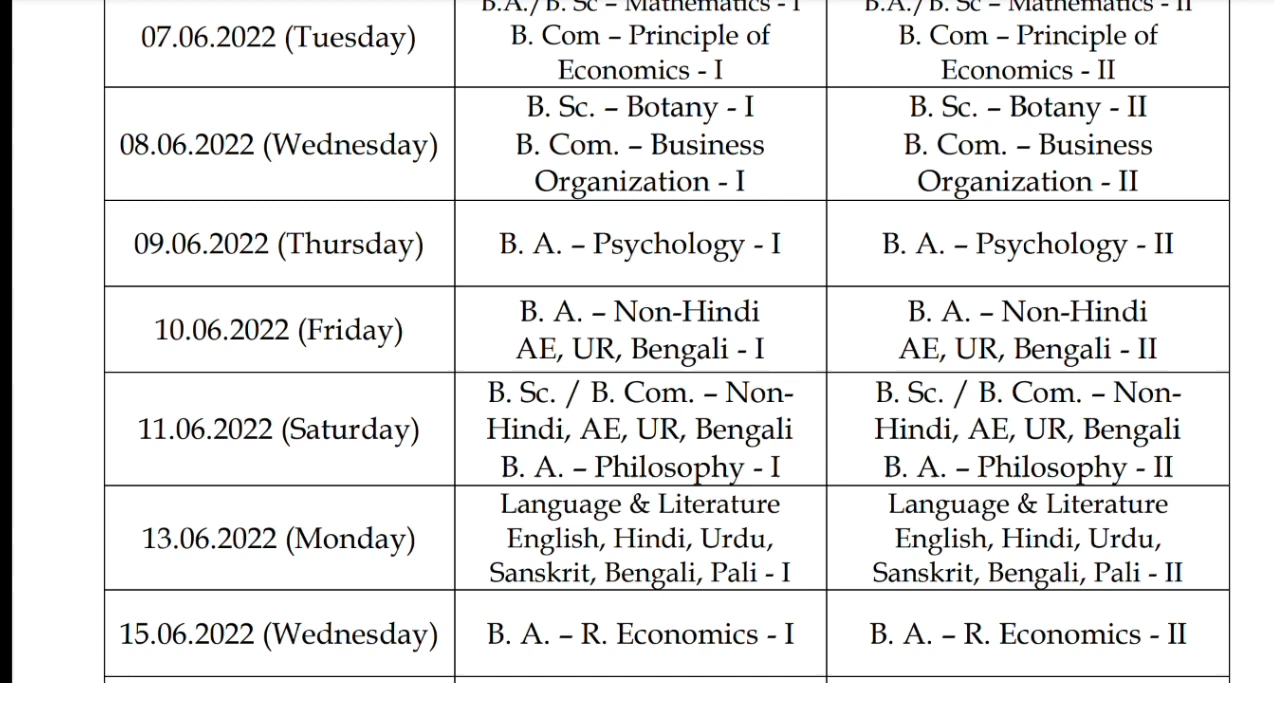 B.A./ B. Sc – Mathematics - I
B.A./ B. Sc – Mathematics - II
07.06.2022 (Tuesday)
B. Com – Principle of
Economics - I
B. Com – Principle of
Economics - II
08.06.2022 (Wednesday)
B. Sc. – Botany - I
B. Com. – Business
Organization - I
B. Sc. – Botany - II
B. Com. – Business
Organization - II
09.06.2022 (Thursday)
B. A. – Psychology - I
B. A. – Psychology - II
10.06.2022 (Friday)
B. A. – Non-Hindi
AE, UR, Bengali - I
B. A. – Non-Hindi
AE, UR, Bengali - II
11.06.2022 (Saturday)
B. Sc. / B. Com. – Non-
Hindi, AE, UR, Bengali
B. A. – Philosophy - I
B. Sc. / B. Com. – Non-
Hindi, AE, UR, Bengali
B. A. – Philosophy - II
13.06.2022 (Monday)
Language & Literature
English, Hindi, Urdu,
Sanskrit, Bengali, Pali - I
Language & Literature
English, Hindi, Urdu,
Sanskrit, Bengali, Pali - II
15.06.2022 (Wednesday)
B. A. – R. Economics - I
B. A. – R. Economics - II